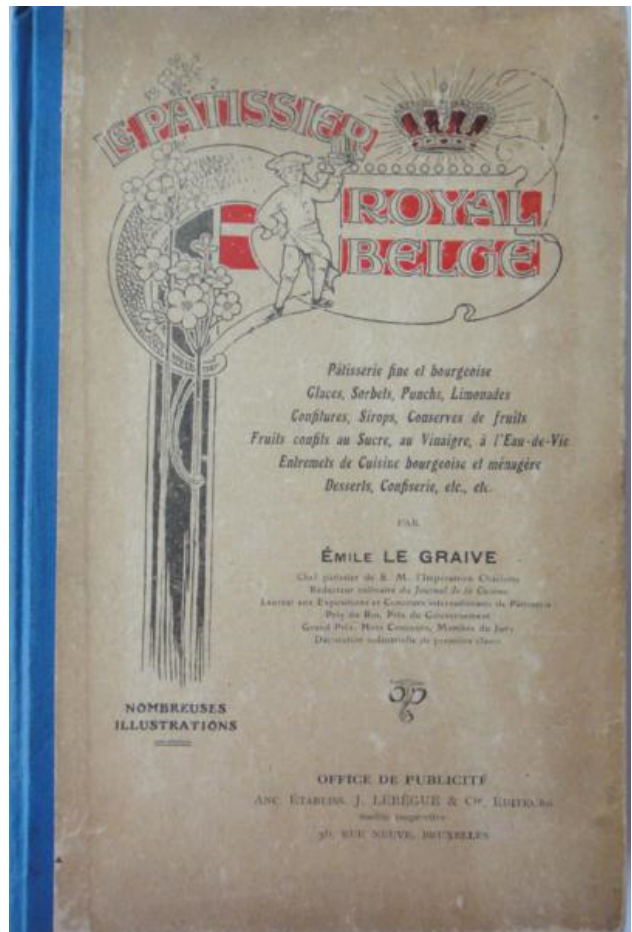 LE PATISSIER
ROYAL
BELGE
Pâtisserie fine et bourgeoise
Glaces, Sorbets, Punchs, Limonades
Confitures, Sirops, Conserves de fruits
Fruits confits au Sucre, au Vinaigre, à l'Eau-de-Vie
Entremets de Cuisine bourgeoise et ménagère
Desserts, Confiserie, etc., etc.
PAR
ÉMILE LE GRAIVE
Chef patissier de S. M. l'Impératrice Charlotte
Rédacteur culinaire du Journal de la Cuisine
Lauréat aux Expositions et Concours internationaux de Pâtisserie
Prix du Roi, Prix du Gouvernement
Grand Prix, Hors Concours, Membre du Jury
Décoration industrielle de première classe
OP
NOMBREUSES
ILLUSTRATIONS
OFFICE DE PUBLICITÉ
ANC. ÉTABLISS. J. LEBÈGUE & Cie, ÉDITEURS
Société coopérative
36, RUE NEUVE, BRUXELLES